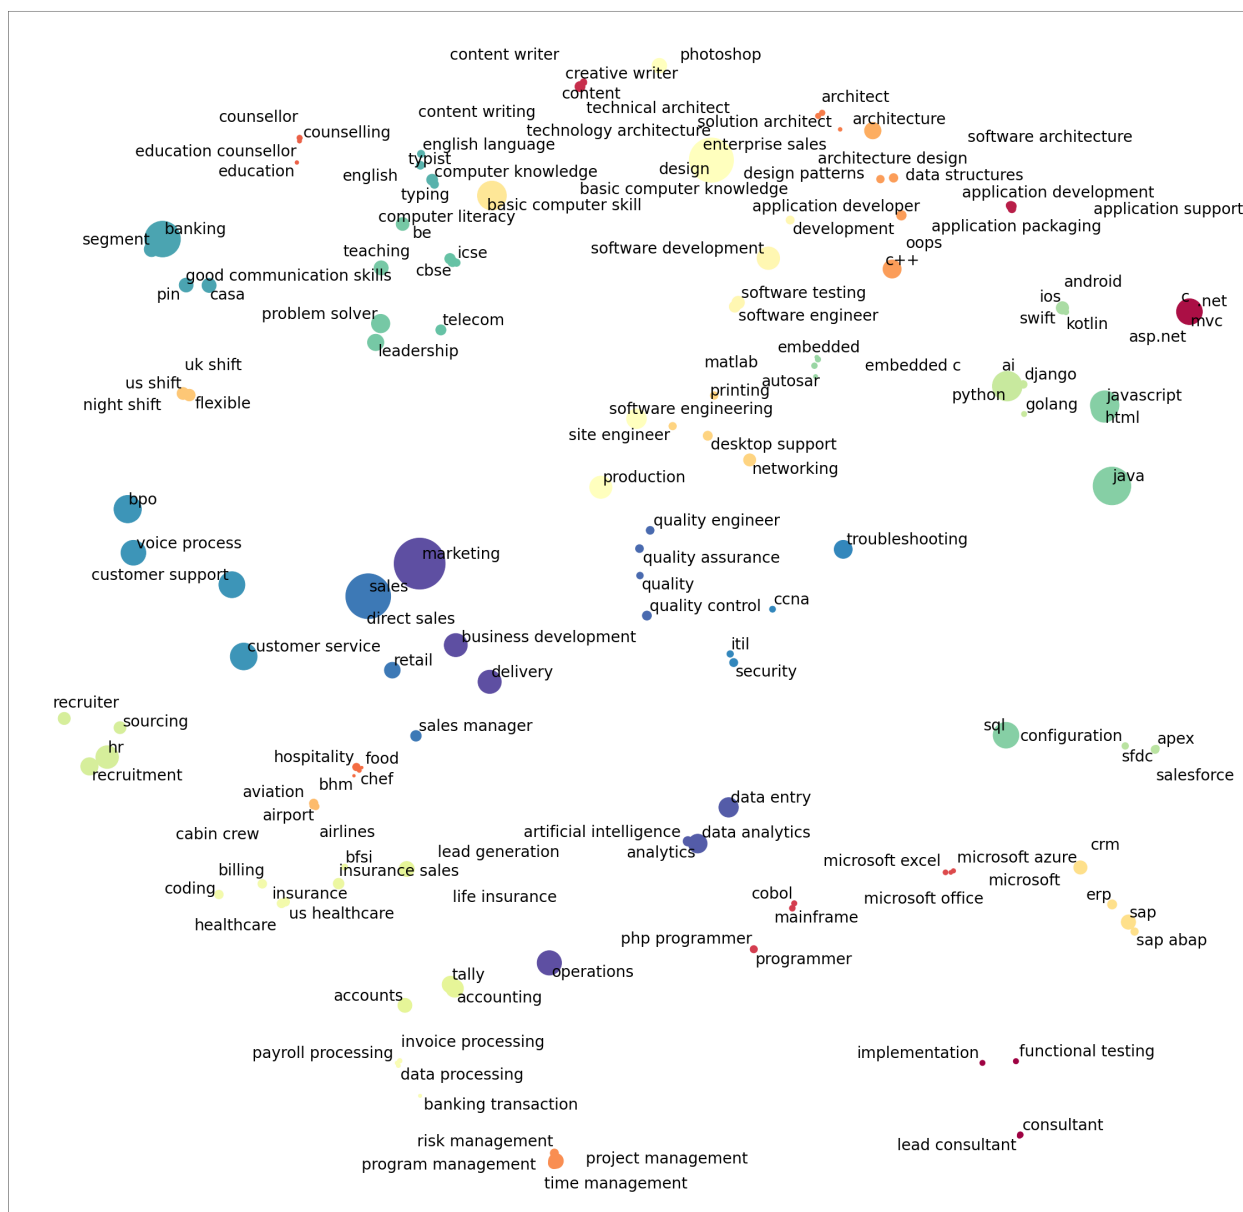 content writer
photoshop
creative writer
content
architect
content writing
technical architect
counsellor
solution architect
architecture
counselling
technology architecture
software architecture
english language
enterprise sales
education counsellor
typist
architecture design
education
english
computer knowledge
design
design patterns
data structures
typing
basic computer knowledge
application development
basic computer skill
application developer
application support
computer literacy
banking
be
development
application packaging
segment
teaching
icse
software development
oops
cbse
c++
good communication skills
android
pin
casa
software testing
ios
c
.net
problem solver
telecom
software engineer
swift
kotlin
mvc
asp.net
leadership
embedded
uk shift
matlab
embedded c
ai
us shift
autosar
django
night shift
flexible
printing
python
javascript
software engineering
golang
html
site engineer
desktop support
networking
production
java
bpo
quality engineer
voice process
troubleshooting
marketing
quality assurance
customer support
sales
quality
direct sales
quality control
ccna
customer service
business development
itil
retail
delivery
security
recruiter
sourcing
sales manager
sql
configuration
hr
hospitality
food
apex
sfdc
recruitment
bhm
chef
salesforce
aviation
data entry
airport
cabin crew
airlines
artificial intelligence
data analytics
bfsi
lead generation
analytics
crm
billing
insurance sales
microsoft excel
microsoft azure
coding
insurance
microsoft
life insurance
cobol
microsoft office
erp
healthcare
us healthcare
mainframe
sap
php programmer
sap abap
programmer
tally
operations
accounts
accounting
invoice processing
payroll processing
implementation
functional testing
data processing
banking transaction
consultant
risk management
lead consultant
program management
project management
time management